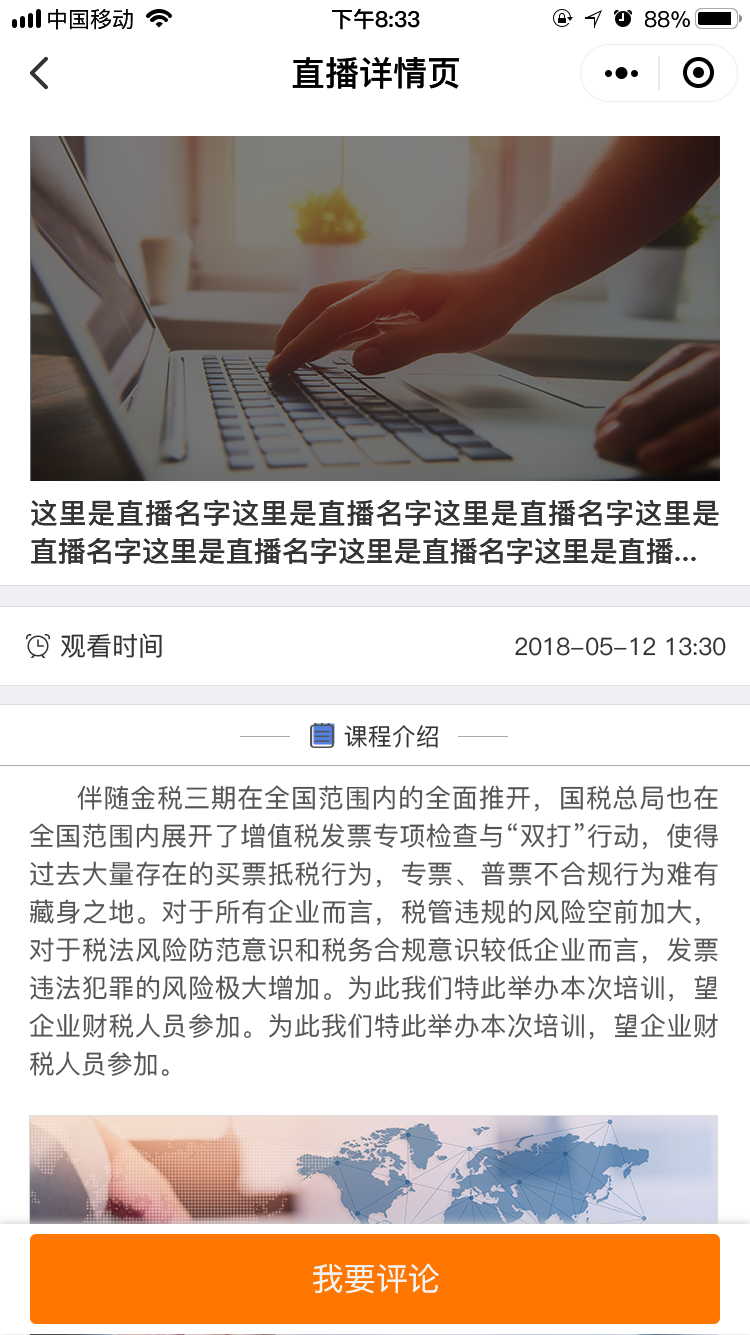 中国移动
下午8:33
88%
直播详情页
这里是直播名字这里是直播名字这里是直播名字这里是
直播名字这里是直播名字这里是直播名字这里是直播...
观看时间
2018-05-12 13:30
课程介绍
伴随金税三期在全国范围内的全面推开，国税总局也在
全国范围内展开了增值税发票专项检查与“双打”行动，使得
过去大量存在的买票抵税行为，专票、普票不合规行为难有
藏身之地。对于所有企业而言，税管违规的风险空前加大，
对于税法风险防范意识和税务合规意识较低企业而言，发票
违法犯罪的风险极大增加。为此我们特此举办本次培训，望
企业财税人员参加。为此我们特此举办本次培训，望企业财
税人员参加。
我要评论